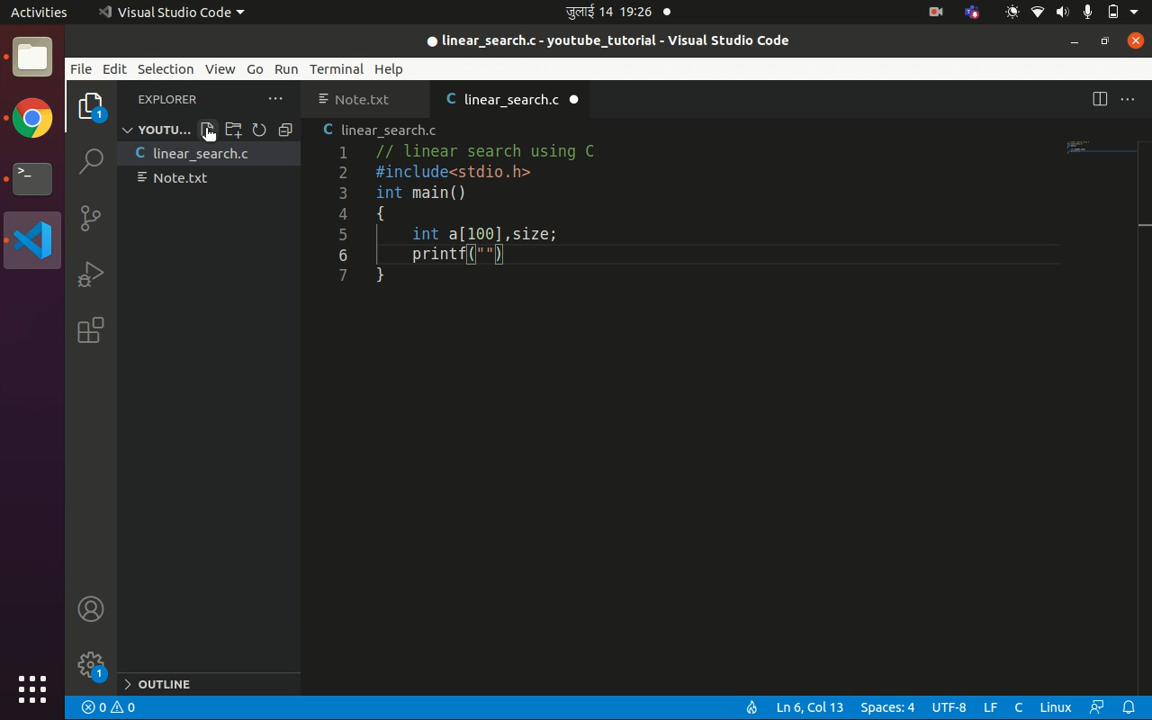 Activities Visual Studio Code जुलाई 14 19:26
linear_search.c - youtube_tutorial - Visual Studio Code
File Edit Selection View Go Run Terminal Help
EXPLORER
Note.txt
C linear_search.c
YOUTU...
C linear_search.c
Note.txt
C linear_search.c
1 // linear search using C
2 #include<stdio.h>
3 int main()
4 {
5 int a[100],size;
6 printf("")
7 }
OUTLINE
1
1
0 0 Ln 6, Col 13 Spaces: 4 UTF-8 LF C Linux